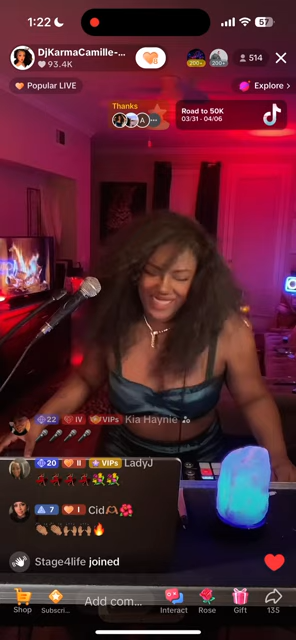 1:22
57
DjKarmaCamille-...
93.4K
200+
200+
514
Popular LIVE
Explore >
Thanks
A
Road to 50K
03/31 - 04/06
22 IV VIPs Kia Haynie
20 II VIPs LadyJ
7 I Cid
Stage4life joined
Add com...
Shop
Subscri...
Interact
Rose
Gift
135